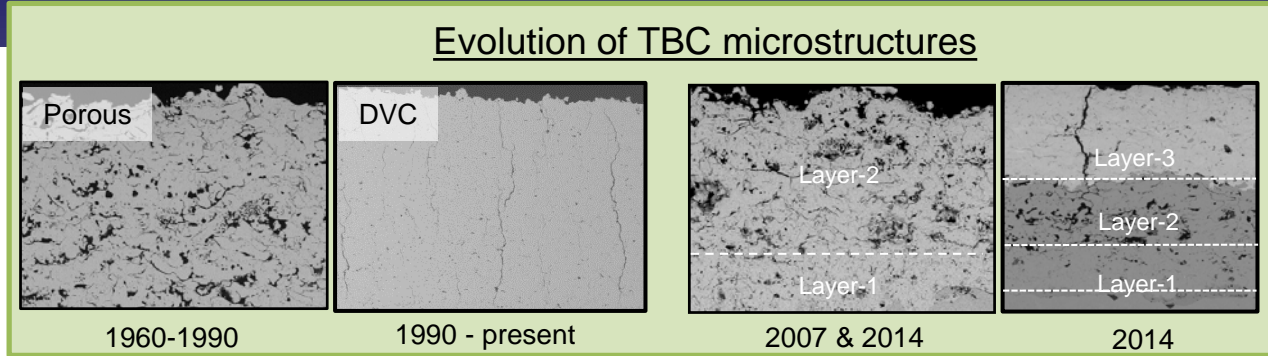 Evolution of TBC microstructures
Porous
DVC
Layer-2
Layer-1
Layer-3
Layer-2
Layer-1
1960-1990
1990 - present
2007 & 2014
2014